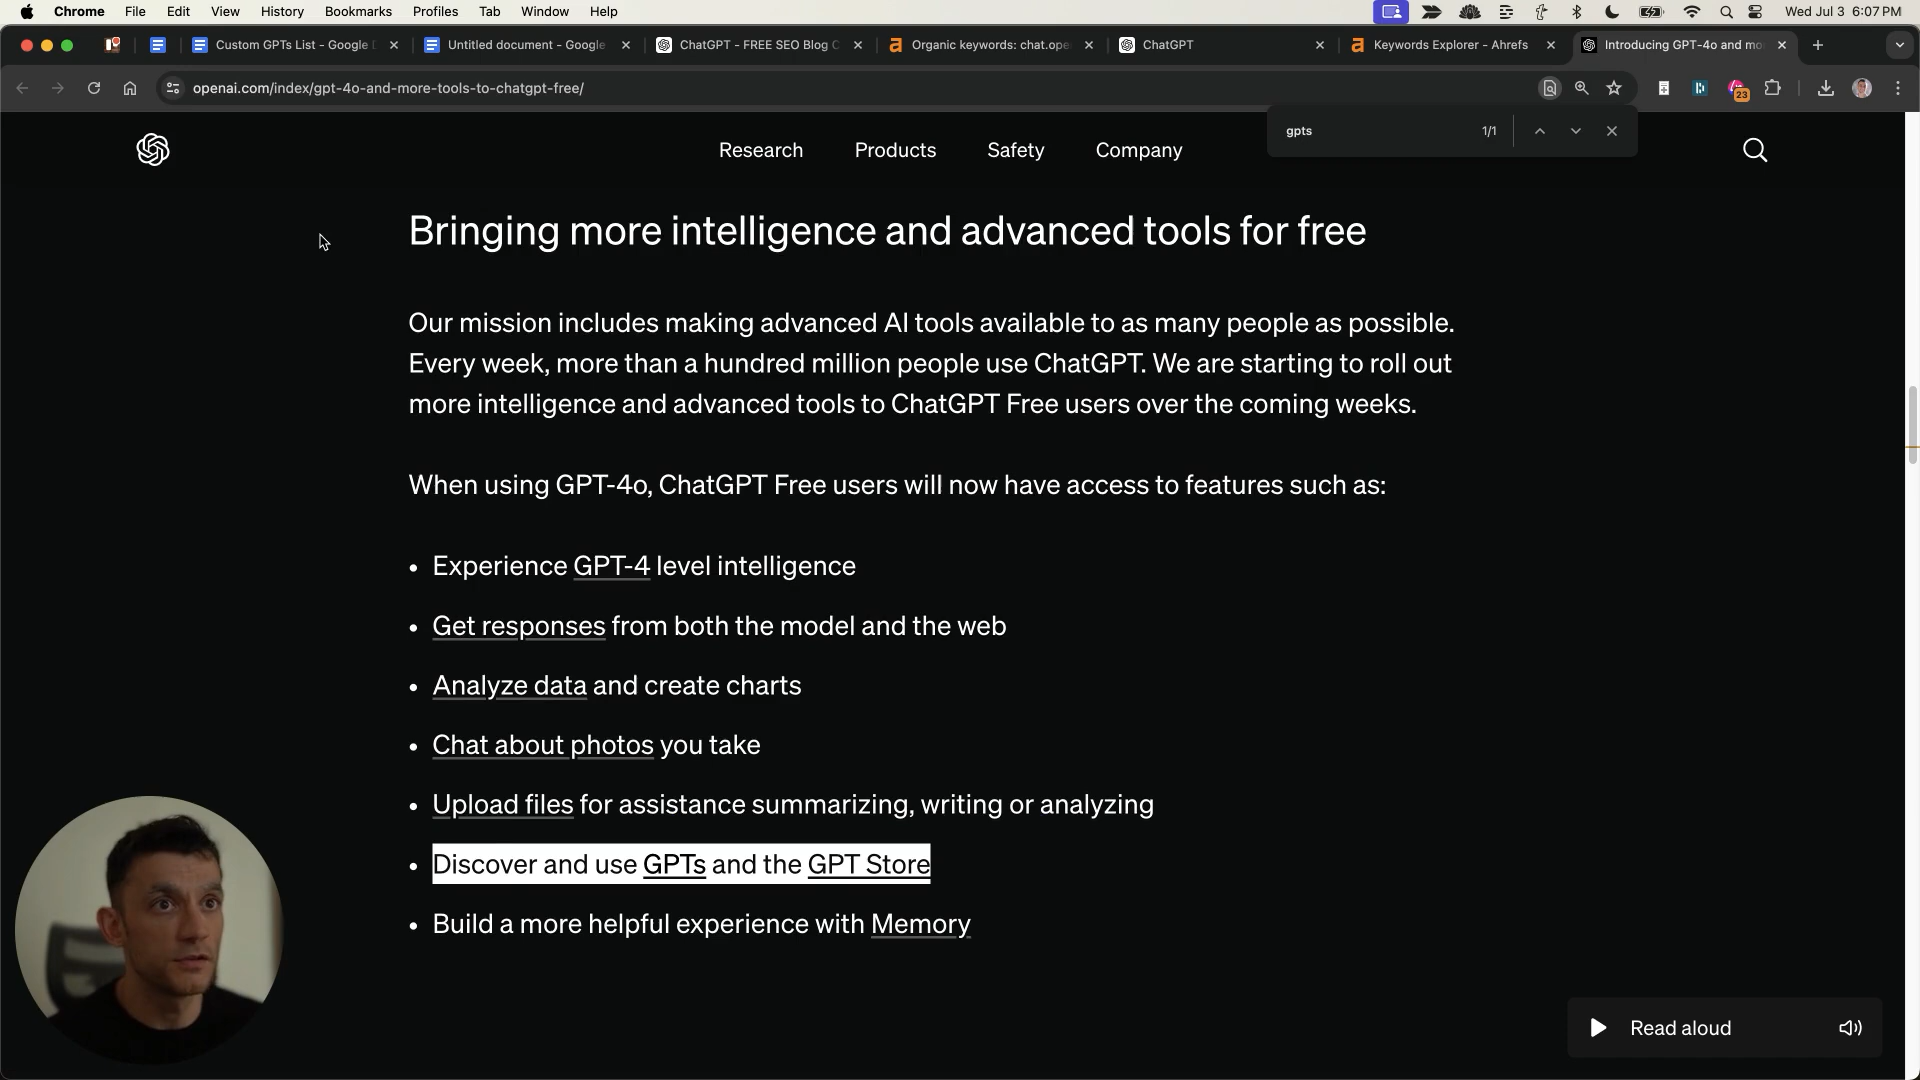 Chrome File Edit View History Bookmarks Profiles Tab Window Help Wed Jul 3 6:07 PM
Custom GPTs List - Google D Untitled document - Google ChatGPT - FREE SEO Blog C Organic keywords: chat.ope ChatGPT Keywords Explorer - Ahrefs Introducing GPT-4o and mo
openai.com/index/gpt-4o-and-more-tools-to-chatgpt-free/ 23
gpts 1/1
Research Products Safety Company
Bringing more intelligence and advanced tools for free
Our mission includes making advanced AI tools available to as many people as possible.
Every week, more than a hundred million people use ChatGPT. We are starting to roll out
more intelligence and advanced tools to ChatGPT Free users over the coming weeks.
When using GPT-4o, ChatGPT Free users will now have access to features such as:
• Experience GPT-4 level intelligence
• Get responses from both the model and the web
• Analyze data and create charts
• Chat about photos you take
• Upload files for assistance summarizing, writing or analyzing
• Discover and use GPTs and the GPT Store
• Build a more helpful experience with Memory
Read aloud